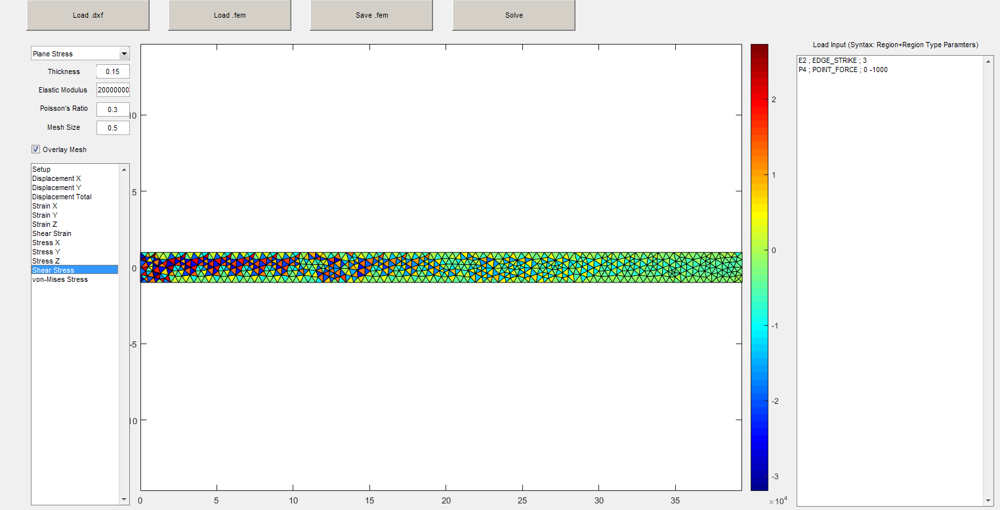 Load .dxf
Load .fem
Save .fem
Solve
Plane Stress
Thickness 0.15
Elastic Modulus 20000000
Poisson's Ratio 0.3
Mesh Size 0.5
Overlay Mesh
Setup
Displacement X
Displacement Y
Displacement Total
Strain X
Strain Y
Strain Z
Shear Strain
Stress X
Stress Y
Stress Z
Shear Stress
von-Mises Stress
10
5
0
-5
10
0 5 10 15 20 25 30 35
2
1
0
-1
-2
-3
×10⁴
Load Input (Syntax: Region+Region Type Paramters)
E2 ; EDGE_STRIKE ; 3
P4 ; POINT_FORCE ; 0 -1000